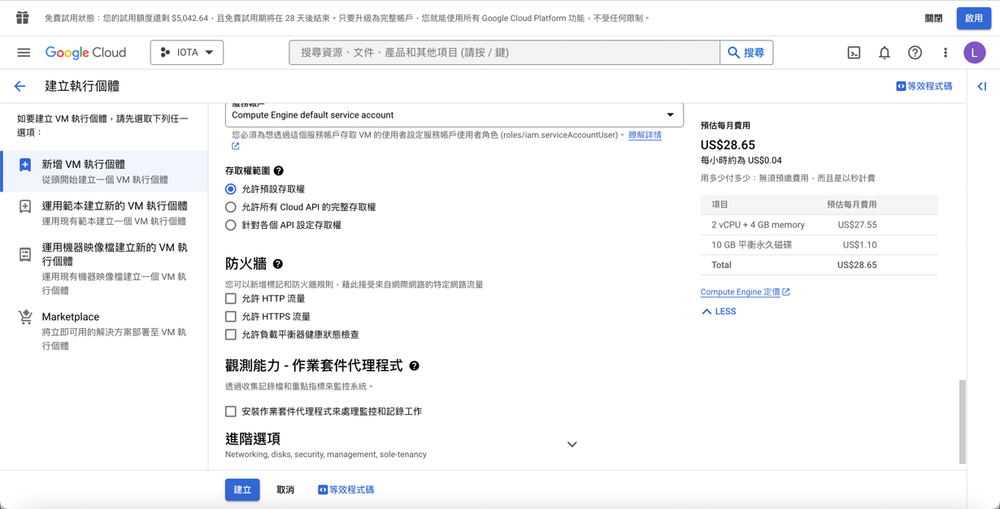 免費試用狀態：您的試用額度還剩 $5,042.64，且免費試用期將在 28 天後結束。只要升級為完整帳戶，您就能使用所有 Google Cloud Platform 功能，不受任何限制。
關閉
啟用
Google Cloud
IOTA
搜尋資源、文件、產品和其他項目 (請按 / 鍵)
搜尋
L
建立執行個體
等效程式碼
如要建立 VM 執行個體，請先選取下列任一
選項：
新增 VM 執行個體
從頭開始建立一個 VM 執行個體
運用範本建立新的 VM 執行個體
運用現有範本建立一個 VM 執行個體
運用機器映像檔建立新的 VM 執
行個體
運用現有機器映像檔建立一個 VM 執
行個體
Marketplace
將立即可用的解決方案部署至 VM 執
行個體
服務帳戶
Compute Engine default service account
您必須為想透過這個服務帳戶存取 VM 的使用者設定服務帳戶使用者角色 (roles/iam.serviceAccountUser)。 瞭解詳情
存取權範圍
允許預設存取權
允許所有 Cloud API 的完整存取權
針對各個 API 設定存取權
防火牆
您可以新增標記和防火牆規則，藉此接受來自網際網路的特定網路流量
允許 HTTP 流量
允許 HTTPS 流量
允許負載平衡器健康狀態檢查
觀測能力 - 作業套件代理程式
透過收集記錄檔和重點指標來監控系統。
安裝作業套件代理程式來處理監控和記錄工作
進階選項
Networking, disks, security, management, sole-tenancy
建立
取消
等效程式碼
預估每月費用
US$28.65
每小時約為 US$0.04
用多少付多少：無須預繳費用，而且是以秒計費
項目 預估每月費用
2 vCPU + 4 GB memory US$27.55
10 GB 平衡永久磁碟 US$1.10
Total US$28.65
Compute Engine 定價
LESS